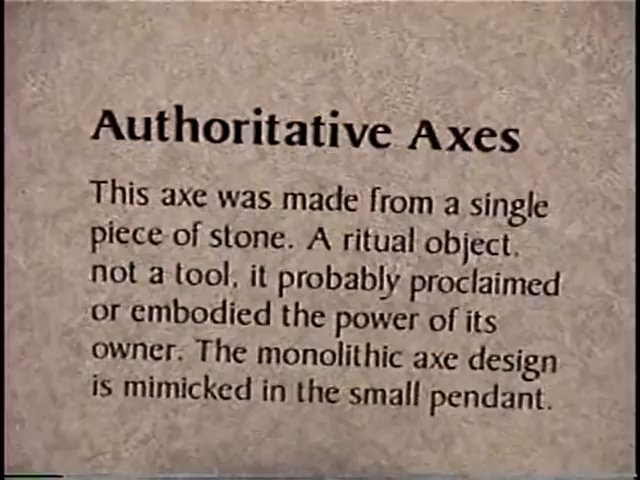 Authoritative Axes
This axe was made from a single
piece of stone. A ritual object,
not a tool, it probably proclaimed
or embodied the power of its
owner. The monolithic axe design
is mimicked in the small pendant.